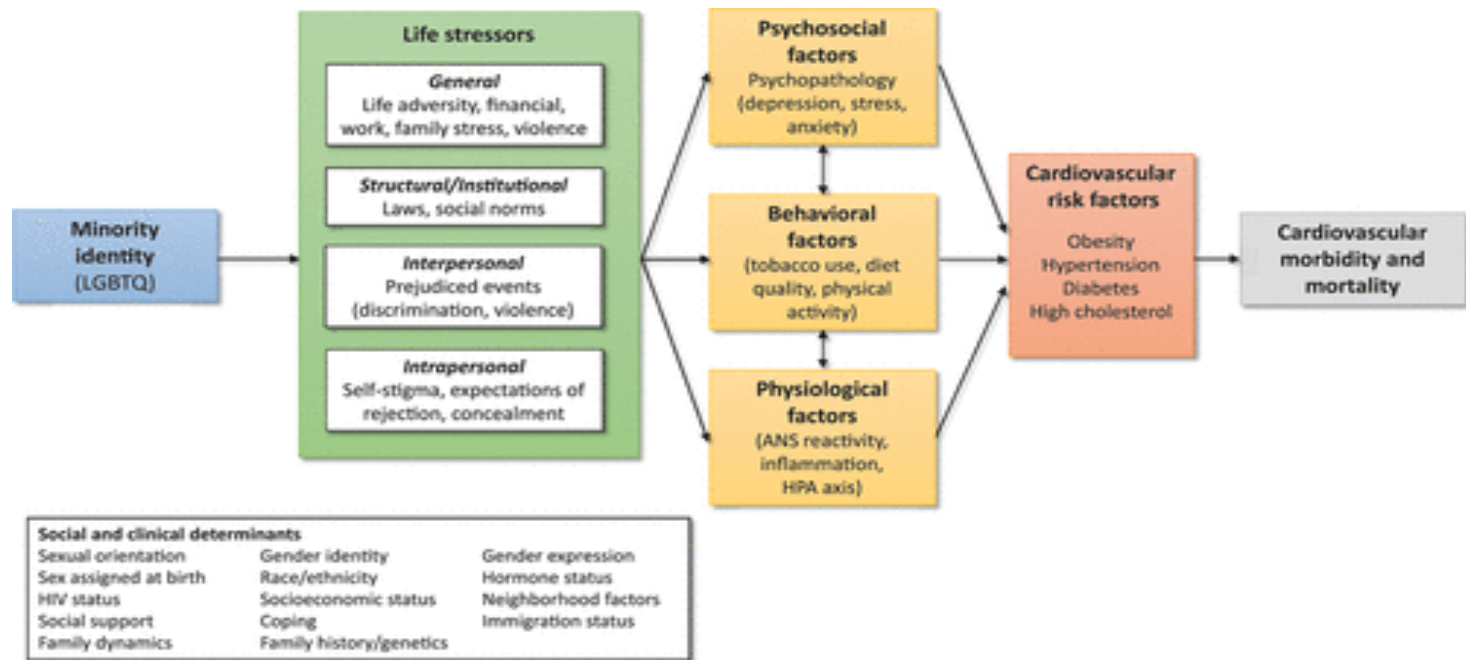 Minority
identity
(LGBTQ)
Life stressors
General
Life adversity, financial,
work, family stress, violence
Structural/Institutional
Laws, social norms
Interpersonal
Prejudiced events
(discrimination, violence)
Intrapersonal
Self-stigma, expectations of
rejection, concealment
Psychosocial
factors
Psychopathology
(depression, stress,
anxiety)
Behavioral
factors
(tobacco use, diet
quality, physical
activity)
Physiological
factors
(ANS reactivity,
inflammation,
HPA axis)
Cardiovascular
risk factors
Obesity
Hypertension
Diabetes
High cholesterol
Cardiovascular
morbidity and
mortality
Social and clinical determinants
Sexual orientation Gender identity Gender expression
Sex assigned at birth Race/ethnicity Hormone status
HIV status Socioeconomic status Neighborhood factors
Social support Coping Immigration status
Family dynamics Family history/genetics